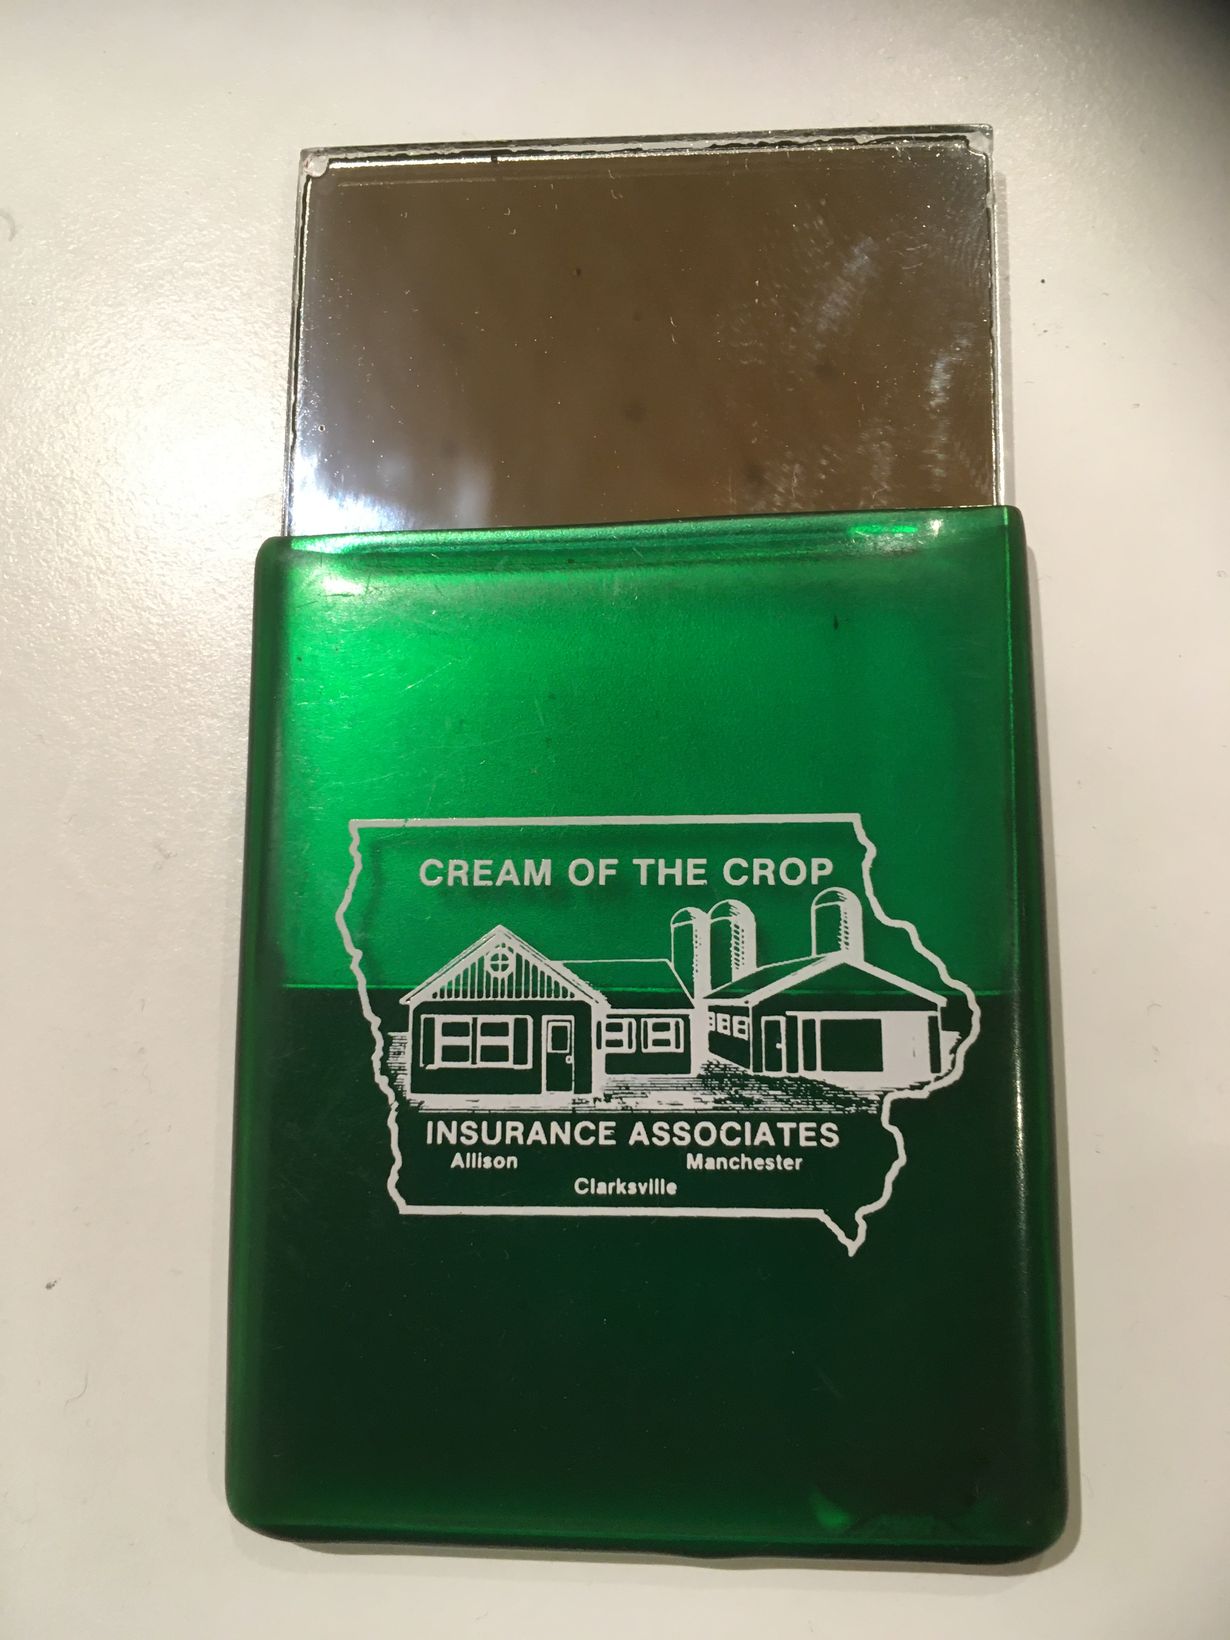 CREAM OF THE CROP
INSURANCE ASSOCIATES
Allison Manchester
Clarksville